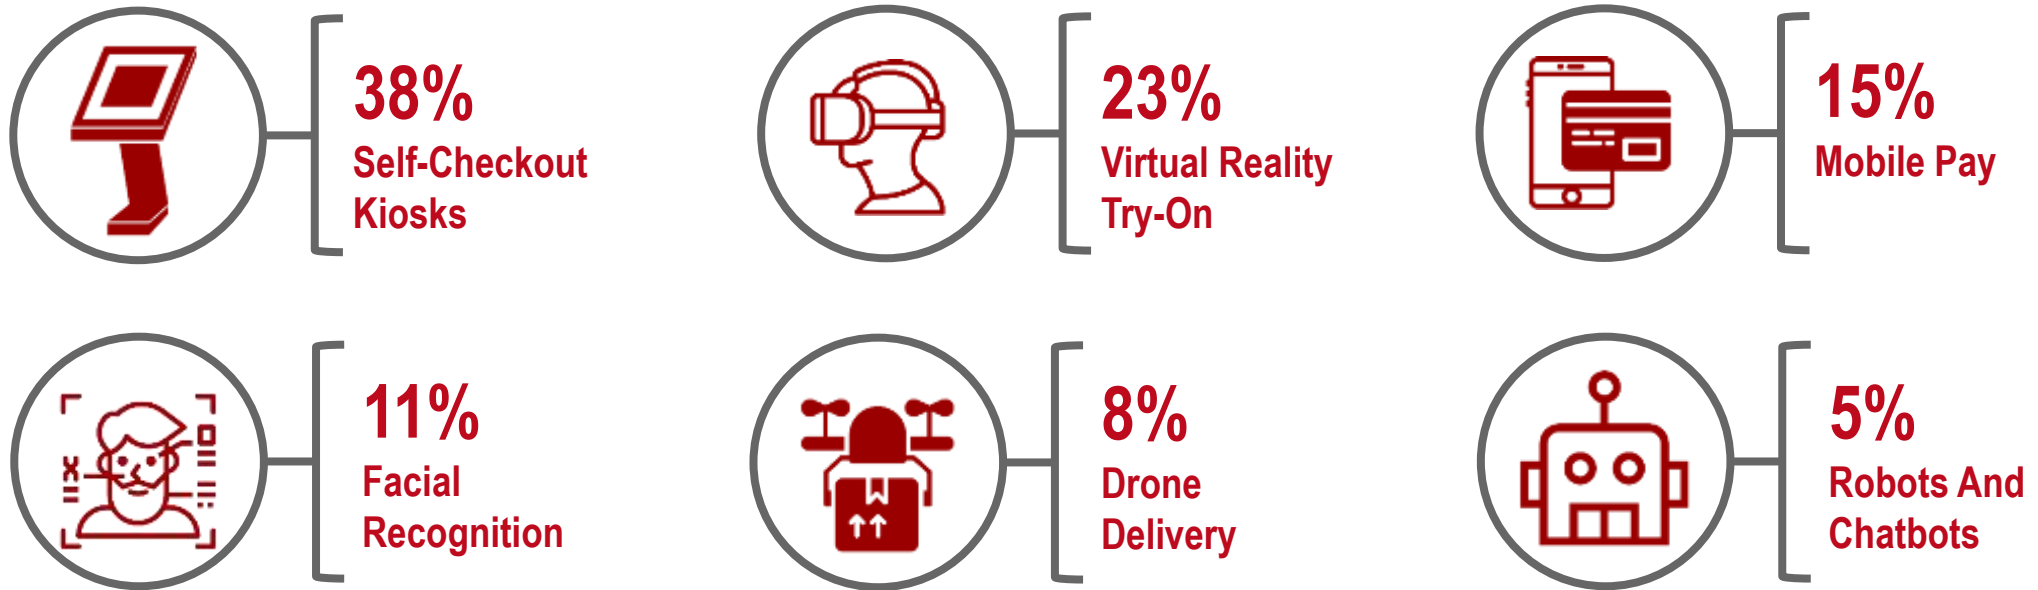 38%
Self-Checkout
Kiosks
23%
Virtual Reality
Try-On
15%
Mobile Pay
11%
Facial
Recognition
8%
Drone
Delivery
5%
Robots And
Chatbots